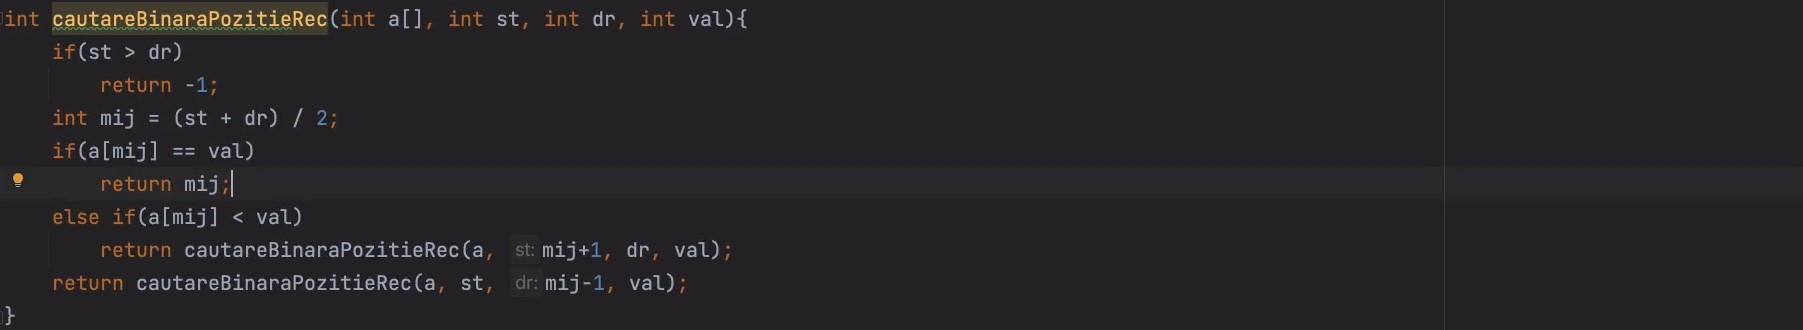 int cautareBinaraPozitieRec(int a[], int st, int dr, int val){
    if(st > dr)
        return -1;
    int mij = (st + dr) / 2;
    if(a[mij] == val)
        return mij;
    else if(a[mij] < val)
        return cautareBinaraPozitieRec(a, st: mij+1, dr, val);
    return cautareBinaraPozitieRec(a, st, dr: mij-1, val);
}